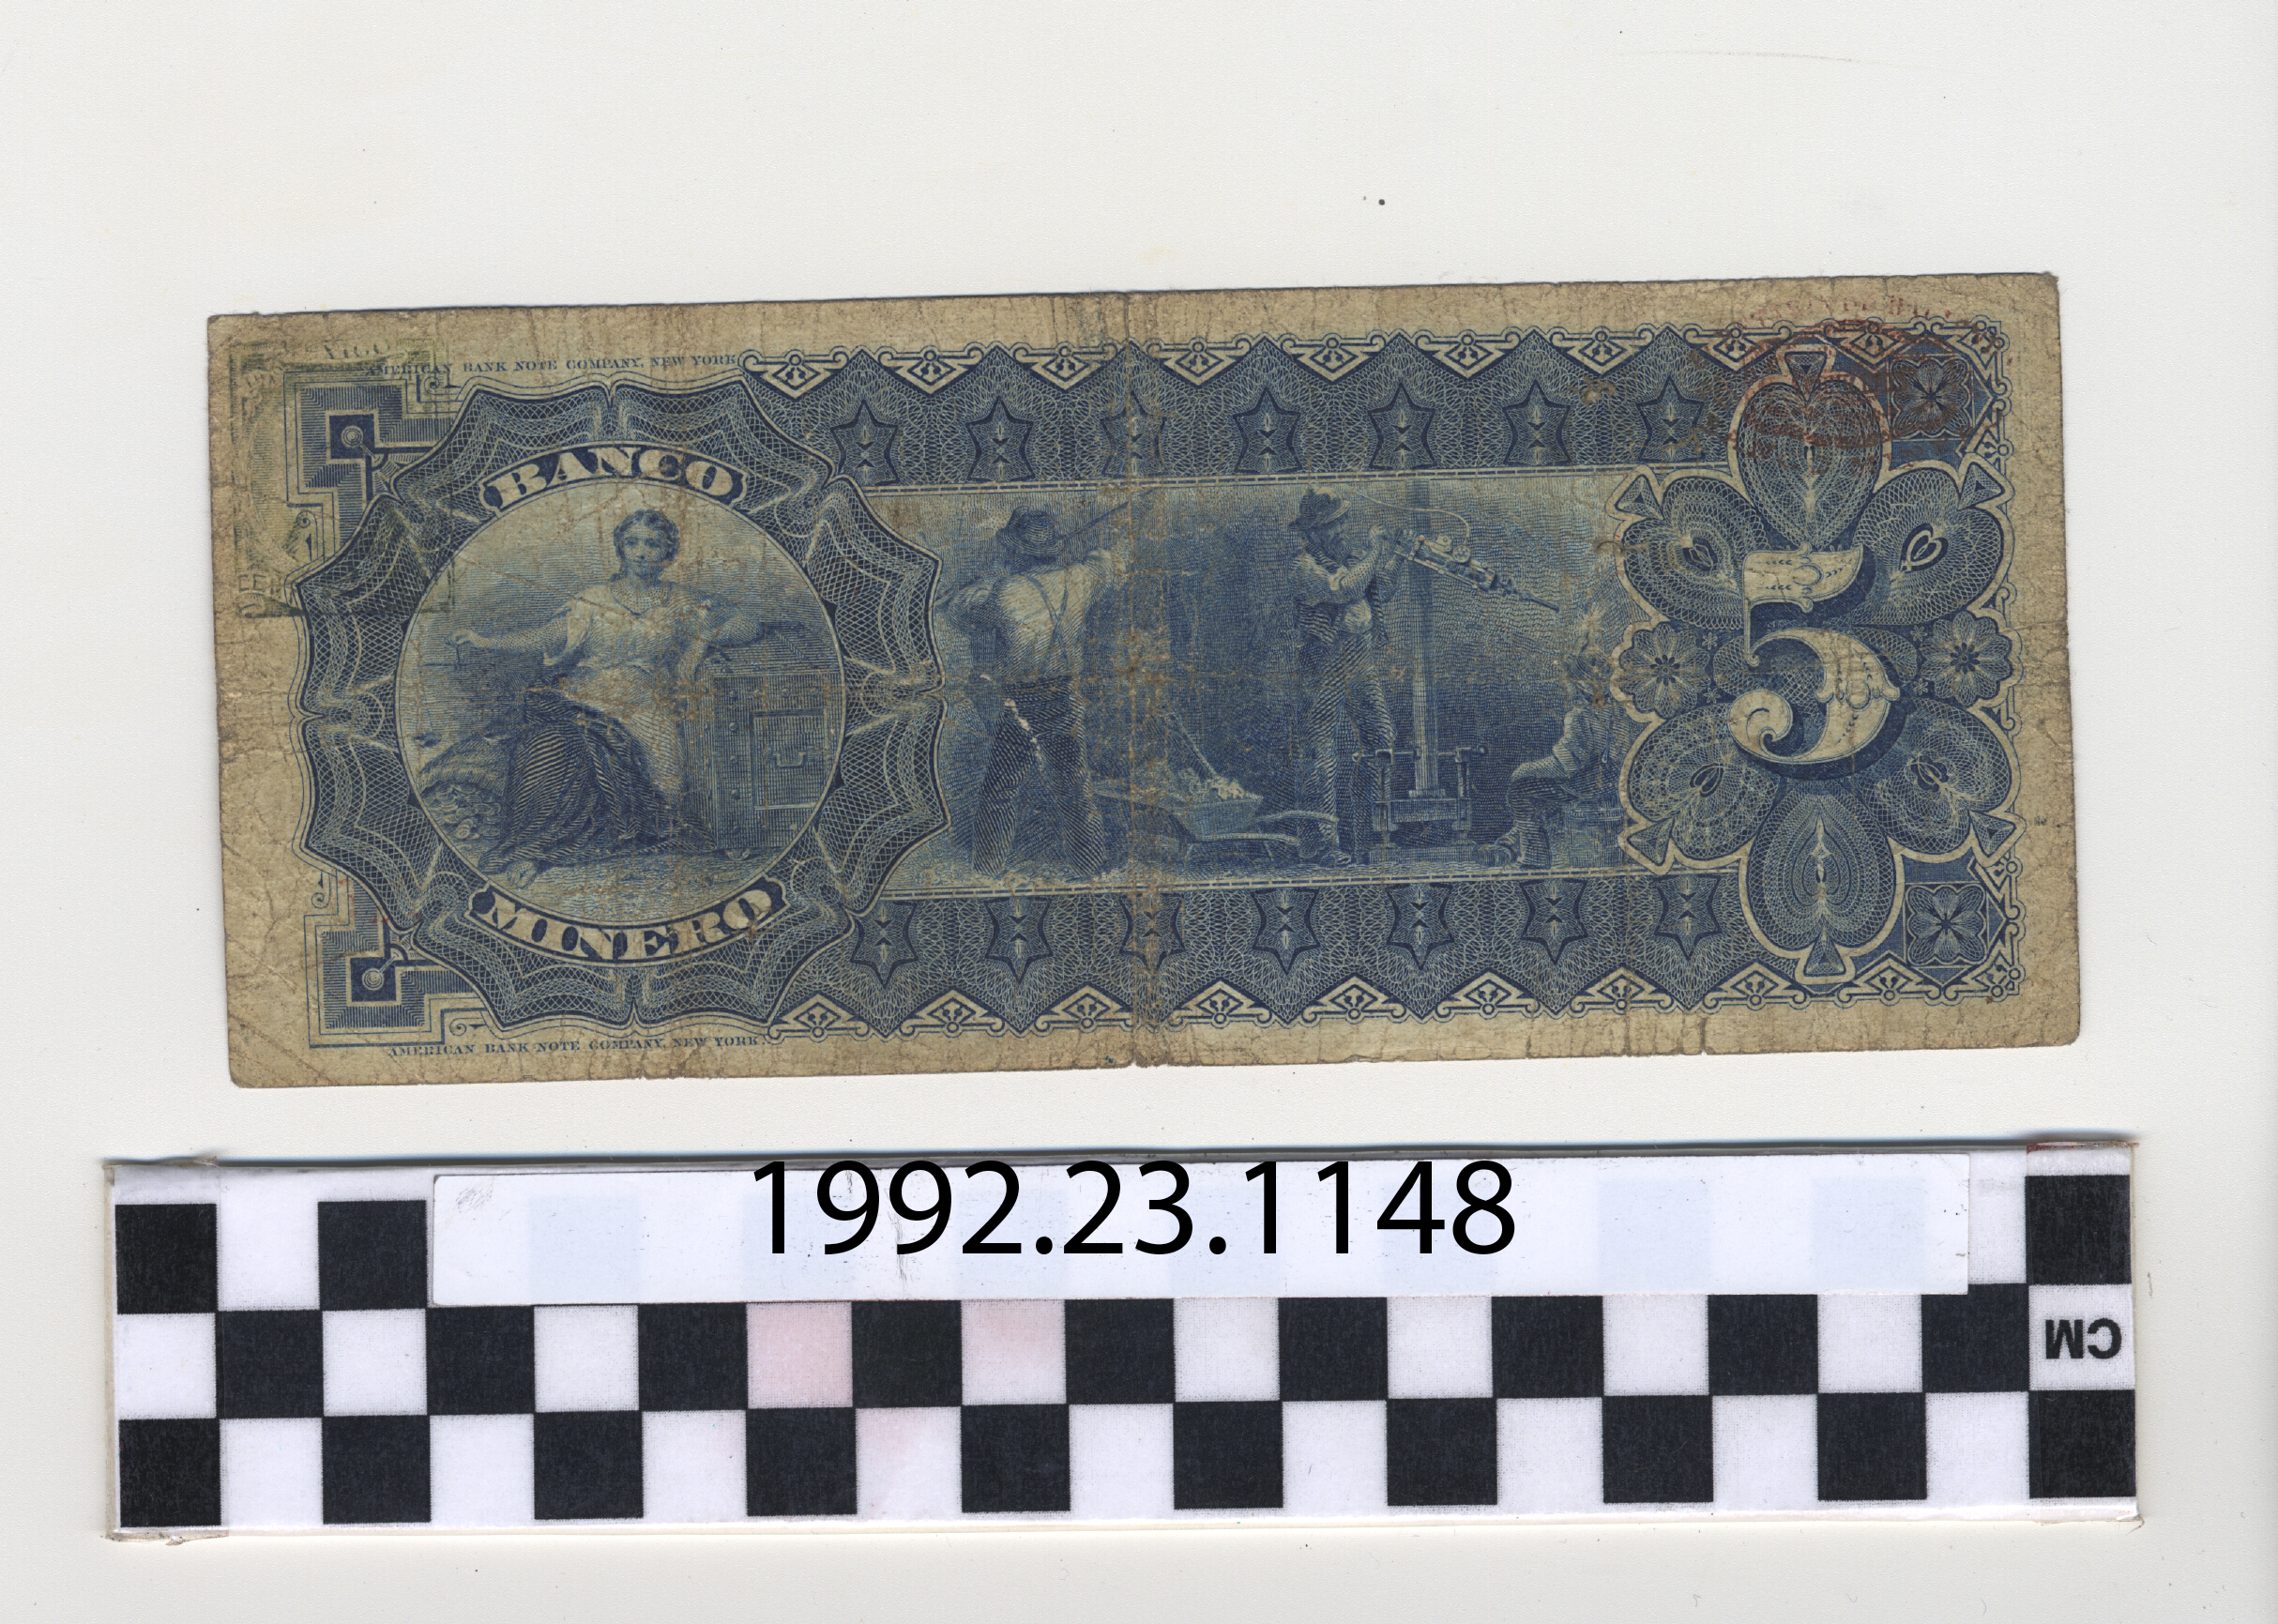 AMERICAN BANK NOTE COMPANY, NEW YORK.
BANCO
5
MINERO
AMERICAN BANK NOTE COMPANY, NEW YORK.
1992.23.1148
CM